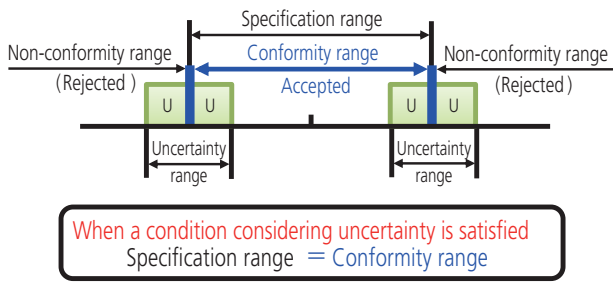 Specification range
Non-conformity range
Conformity range
Non-conformity range
(Rejected)
Accepted
(Rejected)
U U U U
Uncertainty
range
Uncertainty
range
When a condition considering uncertainty is satisfied
Specification range = Conformity range